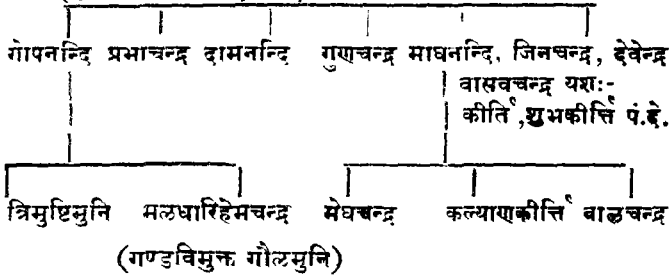 गोपनन्दि प्रभाचन्द्र दामनन्दि गुणचन्द्र माघनन्दि, जिनचन्द्र, देवेन्द्र
वासवचन्द्र यशः-
कीर्ति, शुभकीर्त्ति पं.दे.
त्रिमुष्टिमुनि मलधारिहेमचन्द्र मेघचन्द्र कल्याणकीर्त्ति बालचन्द्र
(गण्डविमुक्त गौलमुनि)